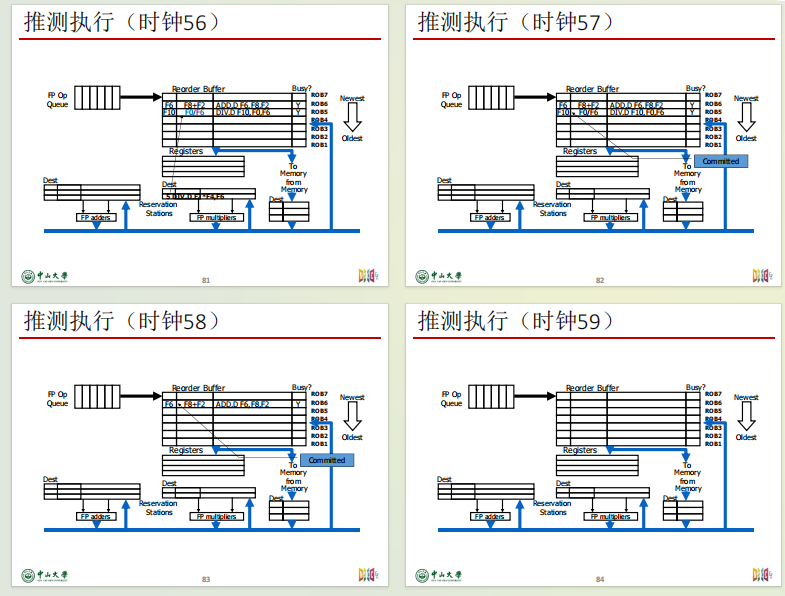 推测执行（时钟56）
Reorder Buffer
Busy?
FP Op
Queue
F6 F8+F2 ADD,D F6,F8,F2 Y
F10 F0/F6 DIV,D F10,F0,F6 Y
ROB7
ROB6
ROB5
ROB4
ROB3
ROB2
ROB1
Newest
Oldest
Registers
To
Memory
from
Memory
Dest
Dest
Dest
Reservation
Stations
FP adders
FP multipliers
中山大学
81
推测执行（时钟57）
Reorder Buffer
Busy?
FP Op
Queue
F6 F8+F2 ADD,D F6,F8,F2 Y
F10 F0/F6 DIV,D F10,F0,F6 Y
ROB7
ROB6
ROB5
ROB4
ROB3
ROB2
ROB1
Newest
Oldest
Committed
Registers
To
Memory
from
Memory
Dest
Dest
Dest
Reservation
Stations
FP adders
FP multipliers
中山大学
82
推测执行（时钟58）
Reorder Buffer
Busy?
FP Op
Queue
F6 F8+F2 ADD,D F6,F8,F2 Y
ROB7
ROB6
ROB5
ROB4
ROB3
ROB2
ROB1
Newest
Oldest
Committed
Registers
To
Memory
from
Memory
Dest
Dest
Dest
Reservation
Stations
FP adders
FP multipliers
中山大学
83
推测执行（时钟59）
Reorder Buffer
Busy?
FP Op
Queue
ROB7
ROB6
ROB5
ROB4
ROB3
ROB2
ROB1
Newest
Oldest
Registers
To
Memory
from
Memory
Dest
Dest
Dest
Reservation
Stations
FP adders
FP multipliers
中山大学
84